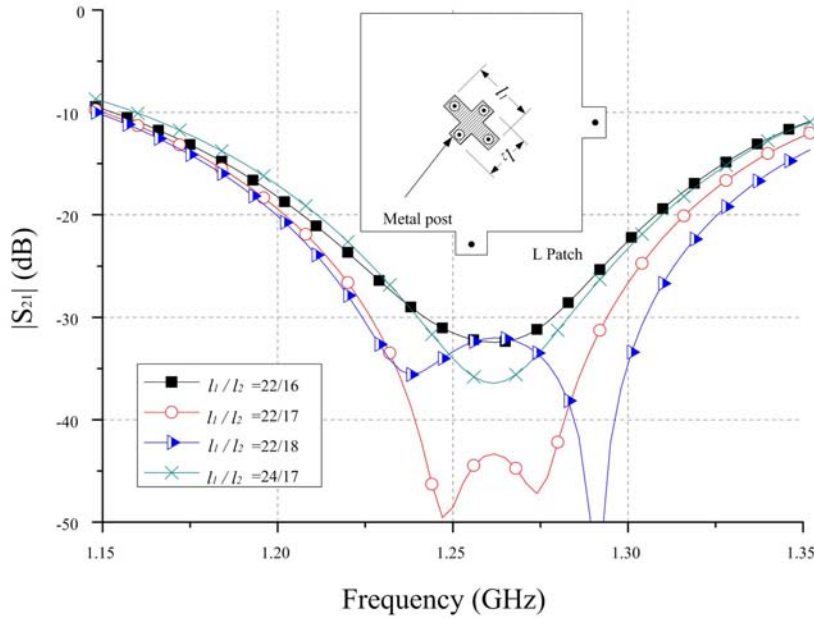 0
-10
-20
-30
-40
-50
|S21| (dB)
1.15
1.20
1.25
1.30
1.35
Frequency (GHz)
l1
l2
Metal post
L Patch
l1 / l2 =22/16
l1 / l2 =22/17
l1 / l2 =22/18
l1 / l2 =24/17